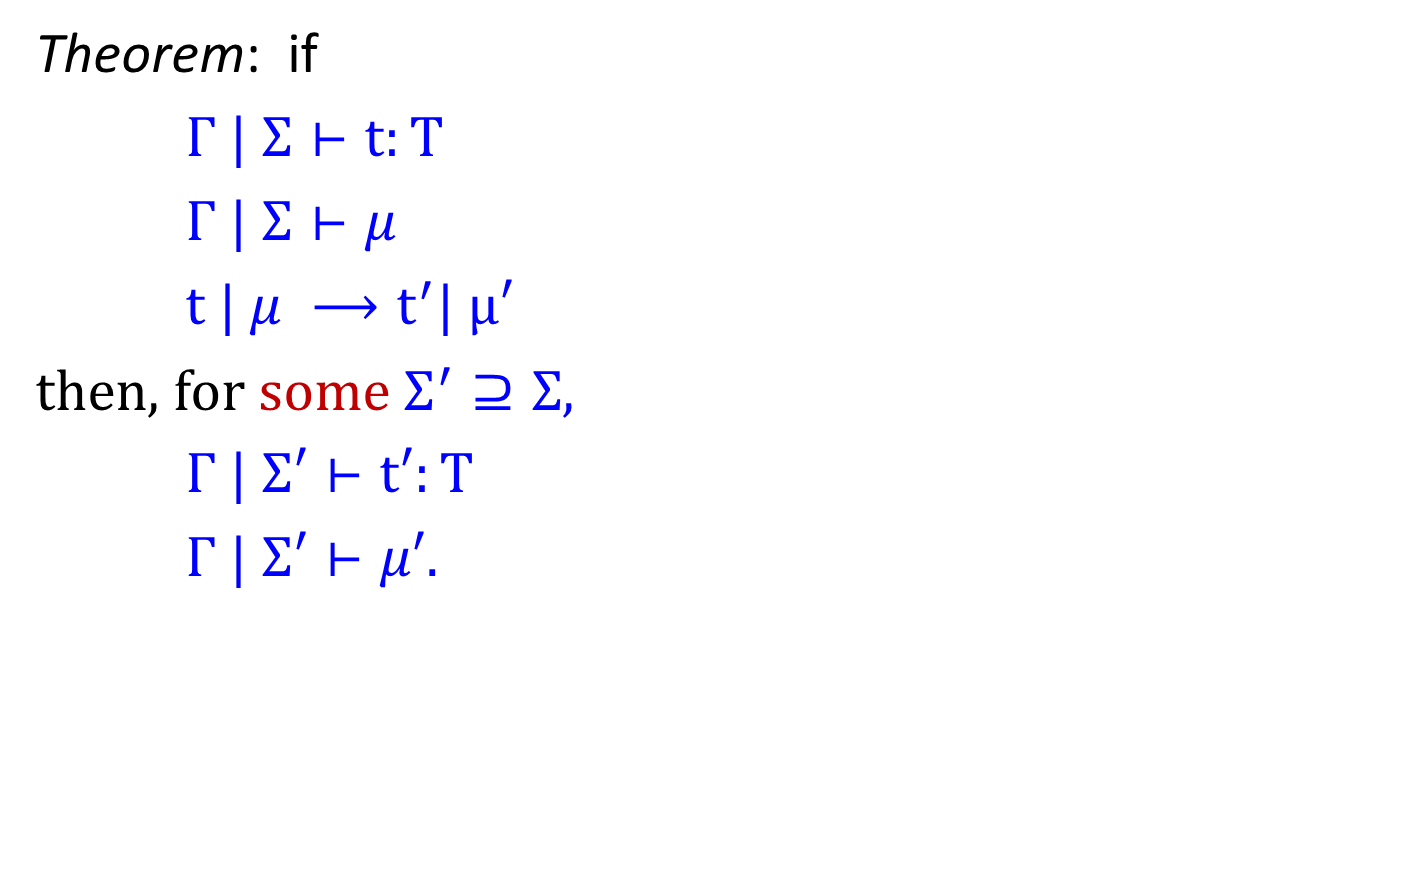 Theorem: if
Γ | Σ ⊢ t: T
Γ | Σ ⊢ μ
t | μ ⟶ t′| μ′
then, for some Σ′ ⊇ Σ,
Γ | Σ′ ⊢ t′: T
Γ | Σ′ ⊢ μ′.